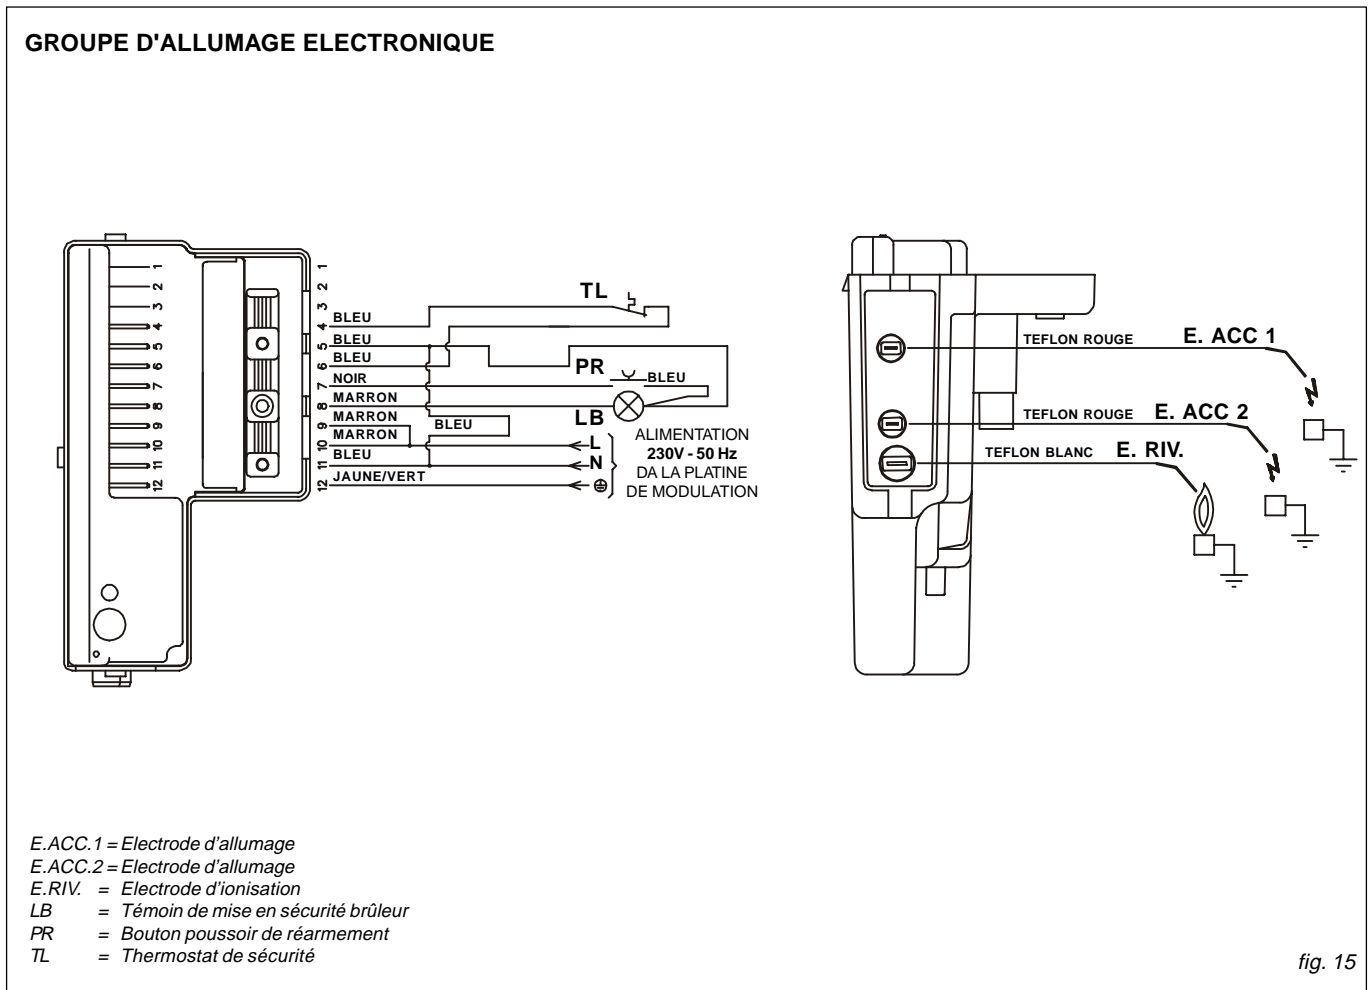 GROUPE D'ALLUMAGE ELECTRONIQUE
1
2
3
4
5
6
7
8
9
10
11
12
1
2
3
4
5
6
7
8
9
10
11
12
BLEU
BLEU
BLEU
NOIR
MARRON
MARRON
MARRON
BLEU
JAUNE/VERT
BLEU
TL
PR
BLEU
LB
L
N
ALIMENTATION
230V - 50 Hz
DA LA PLATINE
DE MODULATION
TEFLON ROUGE E. ACC 1
TEFLON ROUGE E. ACC 2
TEFLON BLANC E. RIV.
E.ACC.1 = Electrode d'allumage
E.ACC.2 = Electrode d'allumage
E.RIV. = Electrode d'ionisation
LB = Témoin de mise en sécurité brûleur
PR = Bouton poussoir de réarmement
TL = Thermostat de sécurité
fig. 15